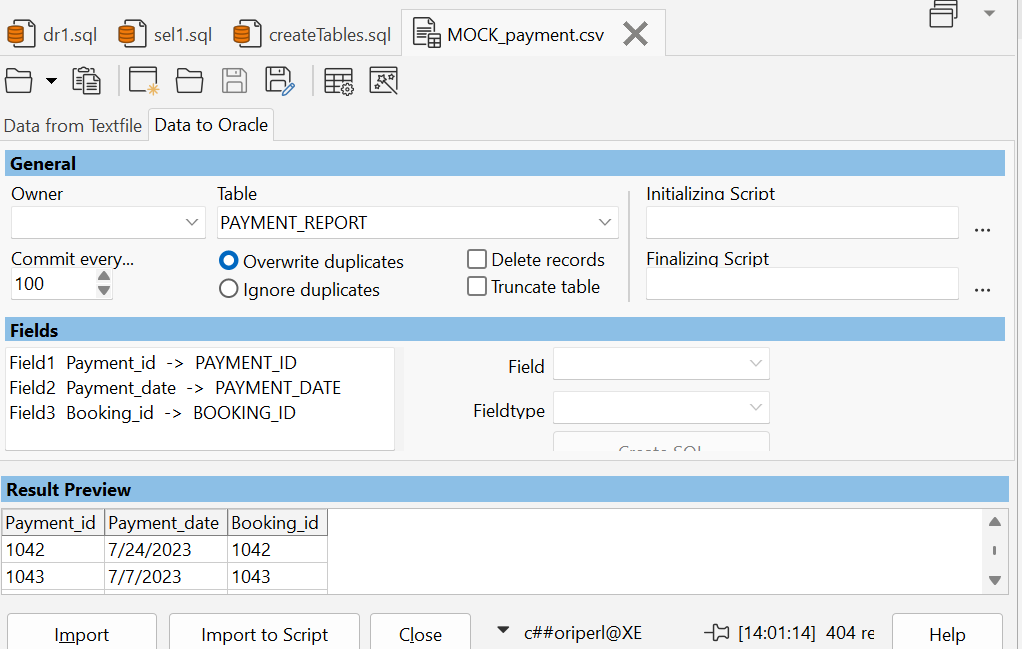 dr1.sql sel1.sql createTables.sql MOCK_payment.csv
Data from Textfile Data to Oracle
General
Owner Table Initializing Script
PAYMENT_REPORT
...
Commit every... Overwrite duplicates Delete records Finalizing Script
100 Ignore duplicates Truncate table
...
Fields
Field1 Payment_id -> PAYMENT_ID
Field2 Payment_date -> PAYMENT_DATE
Field3 Booking_id -> BOOKING_ID
Field
Fieldtype
Create SQL
Result Preview
Payment_id Payment_date Booking_id
1042 7/24/2023 1042
1043 7/7/2023 1043
Import Import to Script Close c##oriperl@XE [14:01:14] 404 re Help